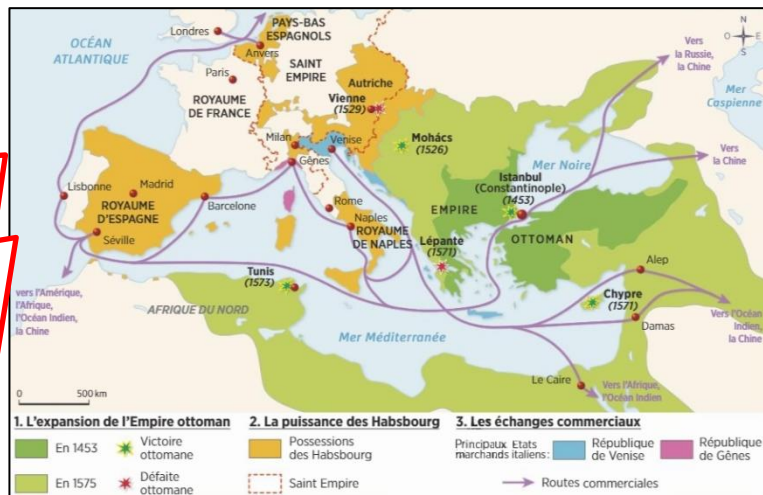 OCÉAN
ATLANTIQUE
Londres
PAYS-BAS
ESPAGNOLS
Anvers
SAINT
EMPIRE
Paris
ROYAUME
DE FRANCE
Autriche
Vienne
(1529)
Milan
Venise
Gênes
Mohács
(1526)
Vers
la Russie,
la Chine
N
O
E
S
Mer
Caspienne
Mer Noire
Vers
la Chine
Istanbul
(Constantinople)
(1453)
Lisbonne
Madrid
ROYAUME
D'ESPAGNE
Barcelone
Séville
Rome
Naples
ROYAUME
DE NAPLES
EMPIRE
OTTOMAN
Lépante
(1571)
Tunis
(1573)
Alep
Chypre
(1571)
Damas
vers l'Amérique,
l'Afrique,
l'Océan Indien,
la Chine
AFRIQUE DU NORD
Mer Méditerranée
Vers l'Océan
Indien,
la Chine
Le Caire
Vers l'Afrique,
l'Océan Indien
0
500 km
1. L'expansion de l'Empire ottoman
En 1453
Victoire
ottomane
En 1575
Défaite
ottomane
2. La puissance des Habsbourg
Possessions
des Habsbourg
Saint Empire
3. Les échanges commerciaux
Principaux Etats
marchands italiens:
République
de Venise
République
de Gênes
Routes commerciales